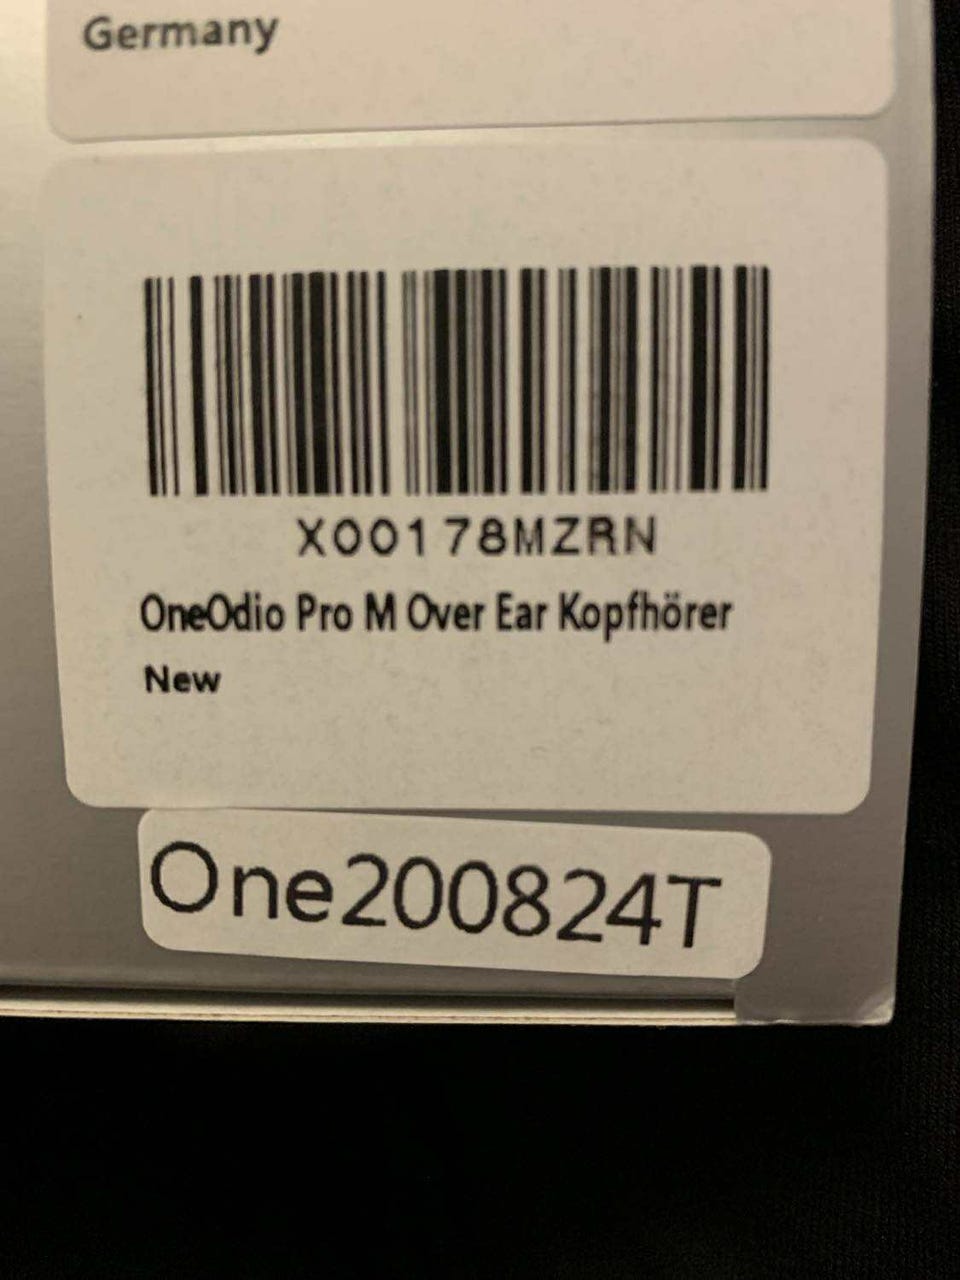 Germany
X00178MZRN
OneOdio Pro M Over Ear Kopfhörer
New
One200824T